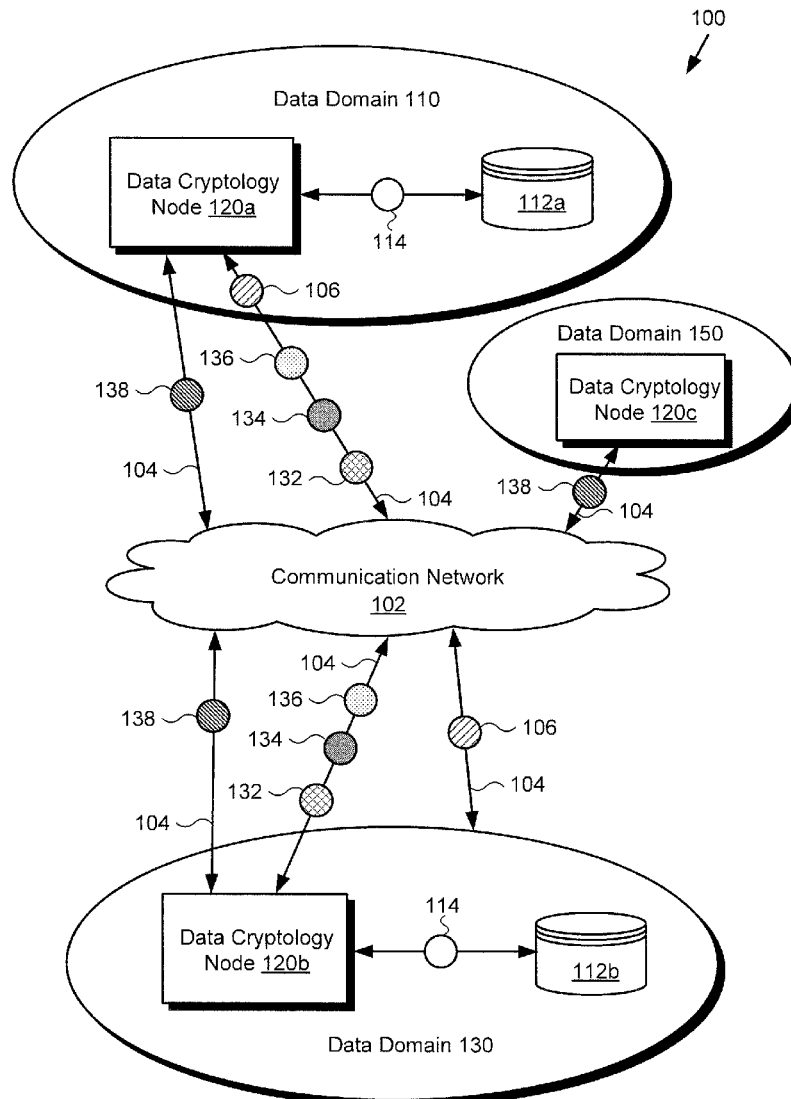 100
Data Domain 110
Data Cryptology
Node 120a
112a
114
106
136
138
134
132
104
104
Data Domain 150
Data Cryptology
Node 120c
138
104
Communication Network
102
104
136
138
134
106
132
104
104
Data Cryptology
Node 120b
114
112b
Data Domain 130